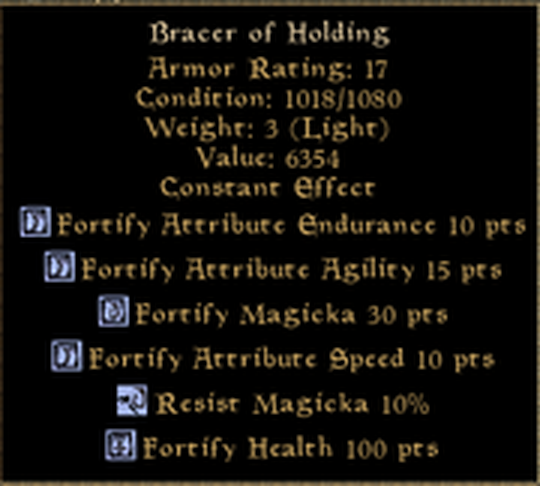 Bracer of Holding
Armor Rating: 17
Condition: 1018/1080
Weight: 3 (Light)
Value: 6354
Constant Effect
Fortify Attribute Endurance 10 pts
Fortify Attribute Agility 15 pts
Fortify Magicka 30 pts
Fortify Attribute Speed 10 pts
Resist Magicka 10%
Fortify Health 100 pts